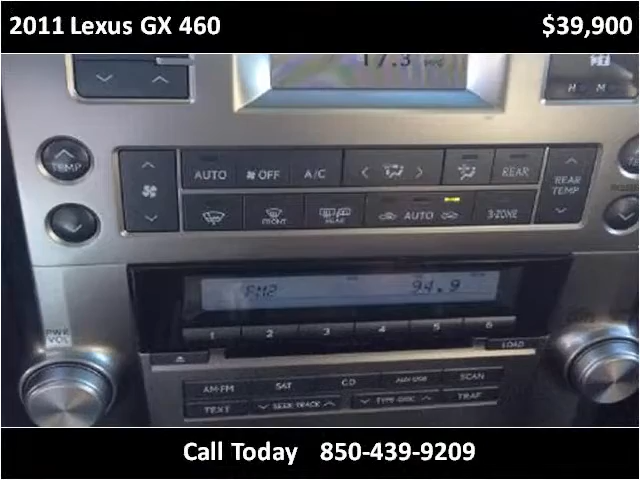 2011 Lexus GX 460 $39,900
17.3
H M
TEMP AUTO OFF A/C REAR
REAR TEMP
FRONT REAR AUTO 3-ZONE
FM2 94.9
PWR VOL
1 2 3 4 5 6
LOAD
AM·FM SAT CD SCAN
TEXT SEEK·TRACK TYPE·DISC TRAF
Call Today 850-439-9209